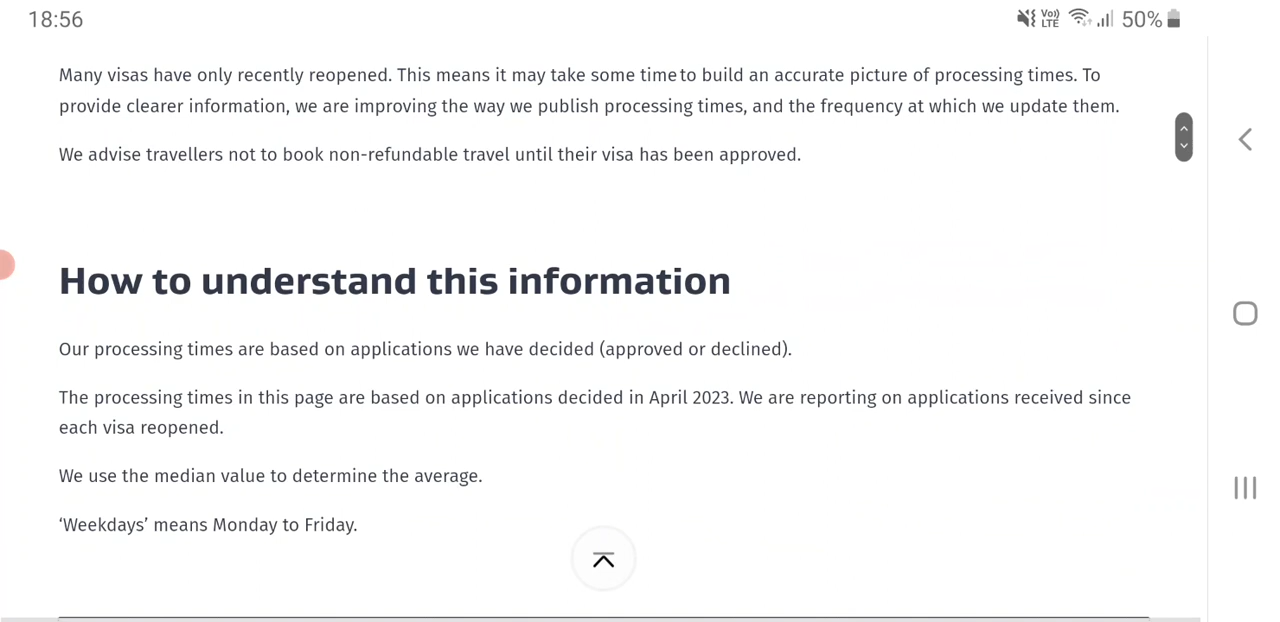 18:56
Vo)) LTE 50%
Many visas have only recently reopened. This means it may take some time to build an accurate picture of processing times. To
provide clearer information, we are improving the way we publish processing times, and the frequency at which we update them.
We advise travellers not to book non-refundable travel until their visa has been approved.
How to understand this information
Our processing times are based on applications we have decided (approved or declined).
The processing times in this page are based on applications decided in April 2023. We are reporting on applications received since
each visa reopened.
We use the median value to determine the average.
‘Weekdays’ means Monday to Friday.